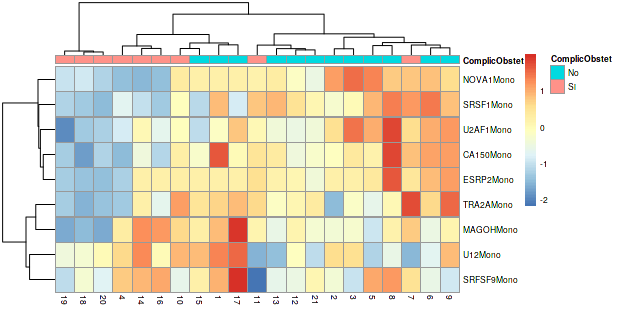 ComplicObstet
NOVA1Mono
SRSF1Mono
U2AF1Mono
CA150Mono
ESRP2Mono
TRA2AMono
MAGOHMono
U12Mono
SRFSF9Mono
19 18 20 4 14 16 10 15 1 17 11 13 12 21 2 3 5 8 7 6 9
1
0
-1
-2
ComplicObstet
No
SI